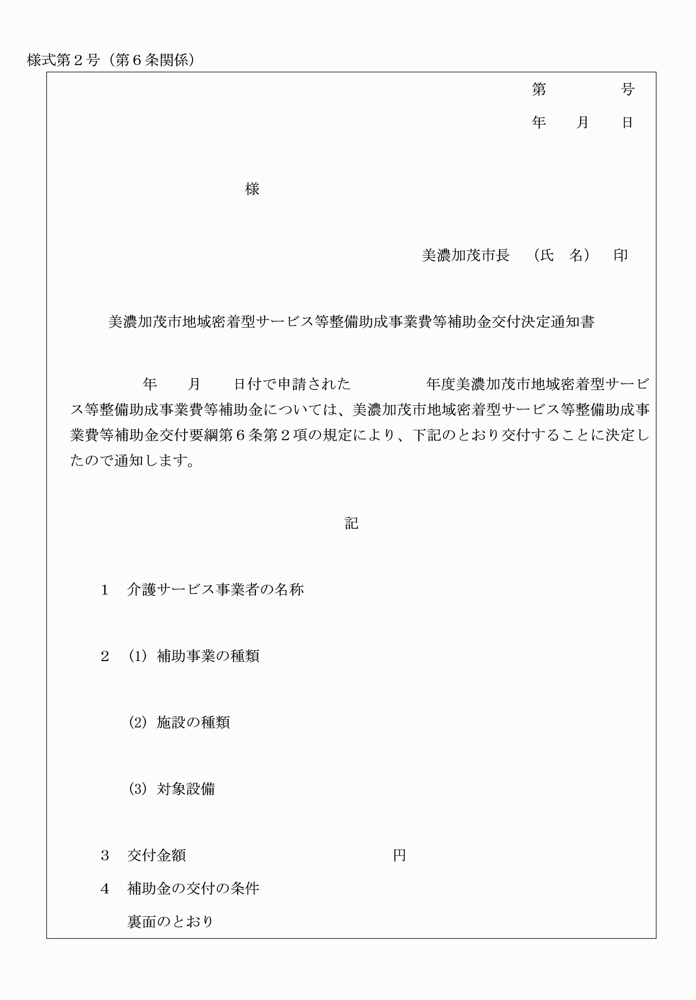 様式第２号（第６条関係）
第　　　　　号
年　　月　　日
様
美濃加茂市長　（氏　名）　印
美濃加茂市地域密着型サービス等整備助成事業費等補助金交付決定通知書
年　　月　　日付で申請された　　　　　年度美濃加茂市地域密着型サービ
ス等整備助成事業費等補助金については、美濃加茂市地域密着型サービス等整備助成事
業費等補助金交付要綱第６条第２項の規定により、下記のとおり交付することに決定し
たので通知します。
記
１　介護サービス事業者の名称
２　(1)　補助事業の種類
(2)　施設の種類
(3)　対象設備
３　交付金額　　　　　　　　　　　　　　円
４　補助金の交付の条件
裏面のとおり